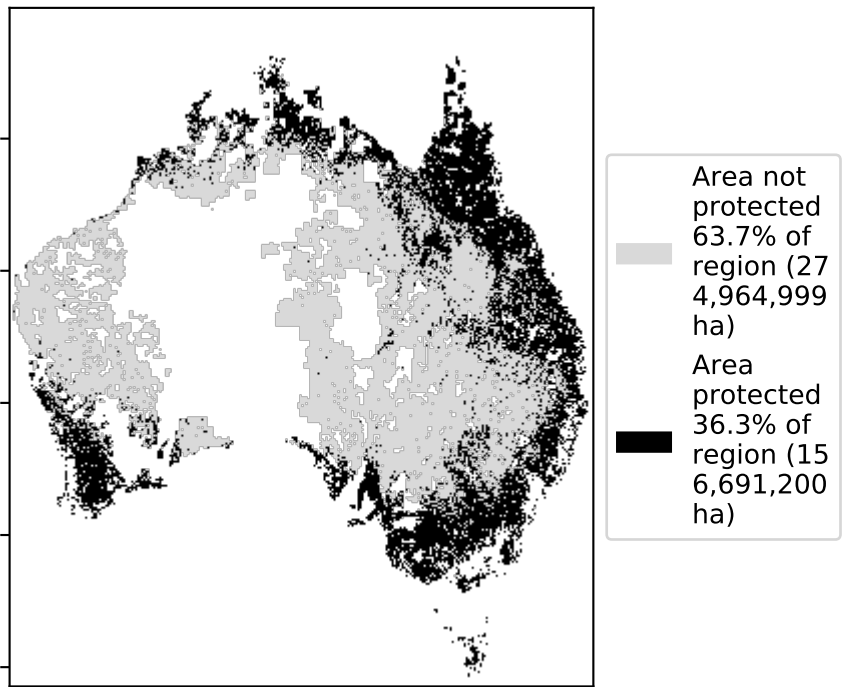 Area not
protected
63.7% of
region (27
4,964,999
ha)
Area
protected
36.3% of
region (15
6,691,200
ha)